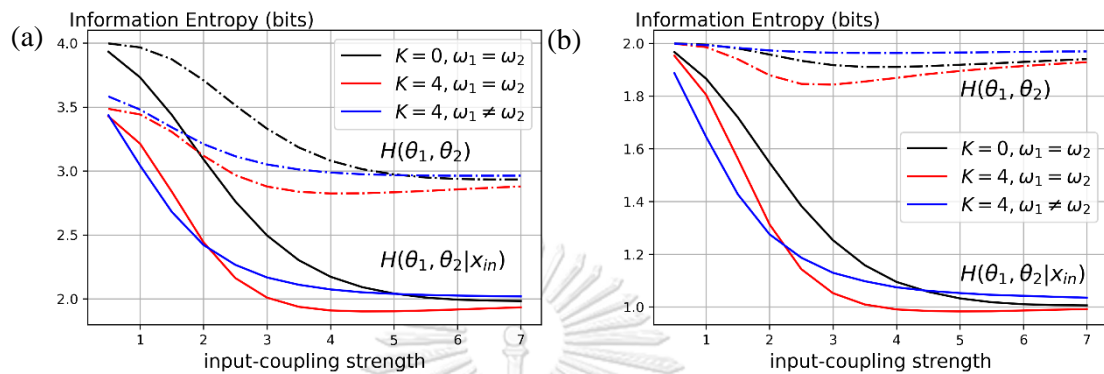 (a)
Information Entropy (bits)
4.0
3.5
3.0
2.5
2.0
K = 0, ω₁ = ω₂
K = 4, ω₁ = ω₂
K = 4, ω₁ ≠ ω₂
H(θ₁, θ₂)
H(θ₁, θ₂|x_in)
1 2 3 4 5 6 7
input-coupling strength
(b)
Information Entropy (bits)
2.0
1.8
1.6
1.4
1.2
1.0
H(θ₁, θ₂)
K = 0, ω₁ = ω₂
K = 4, ω₁ = ω₂
K = 4, ω₁ ≠ ω₂
H(θ₁, θ₂|x_in)
1 2 3 4 5 6 7
input-coupling strength